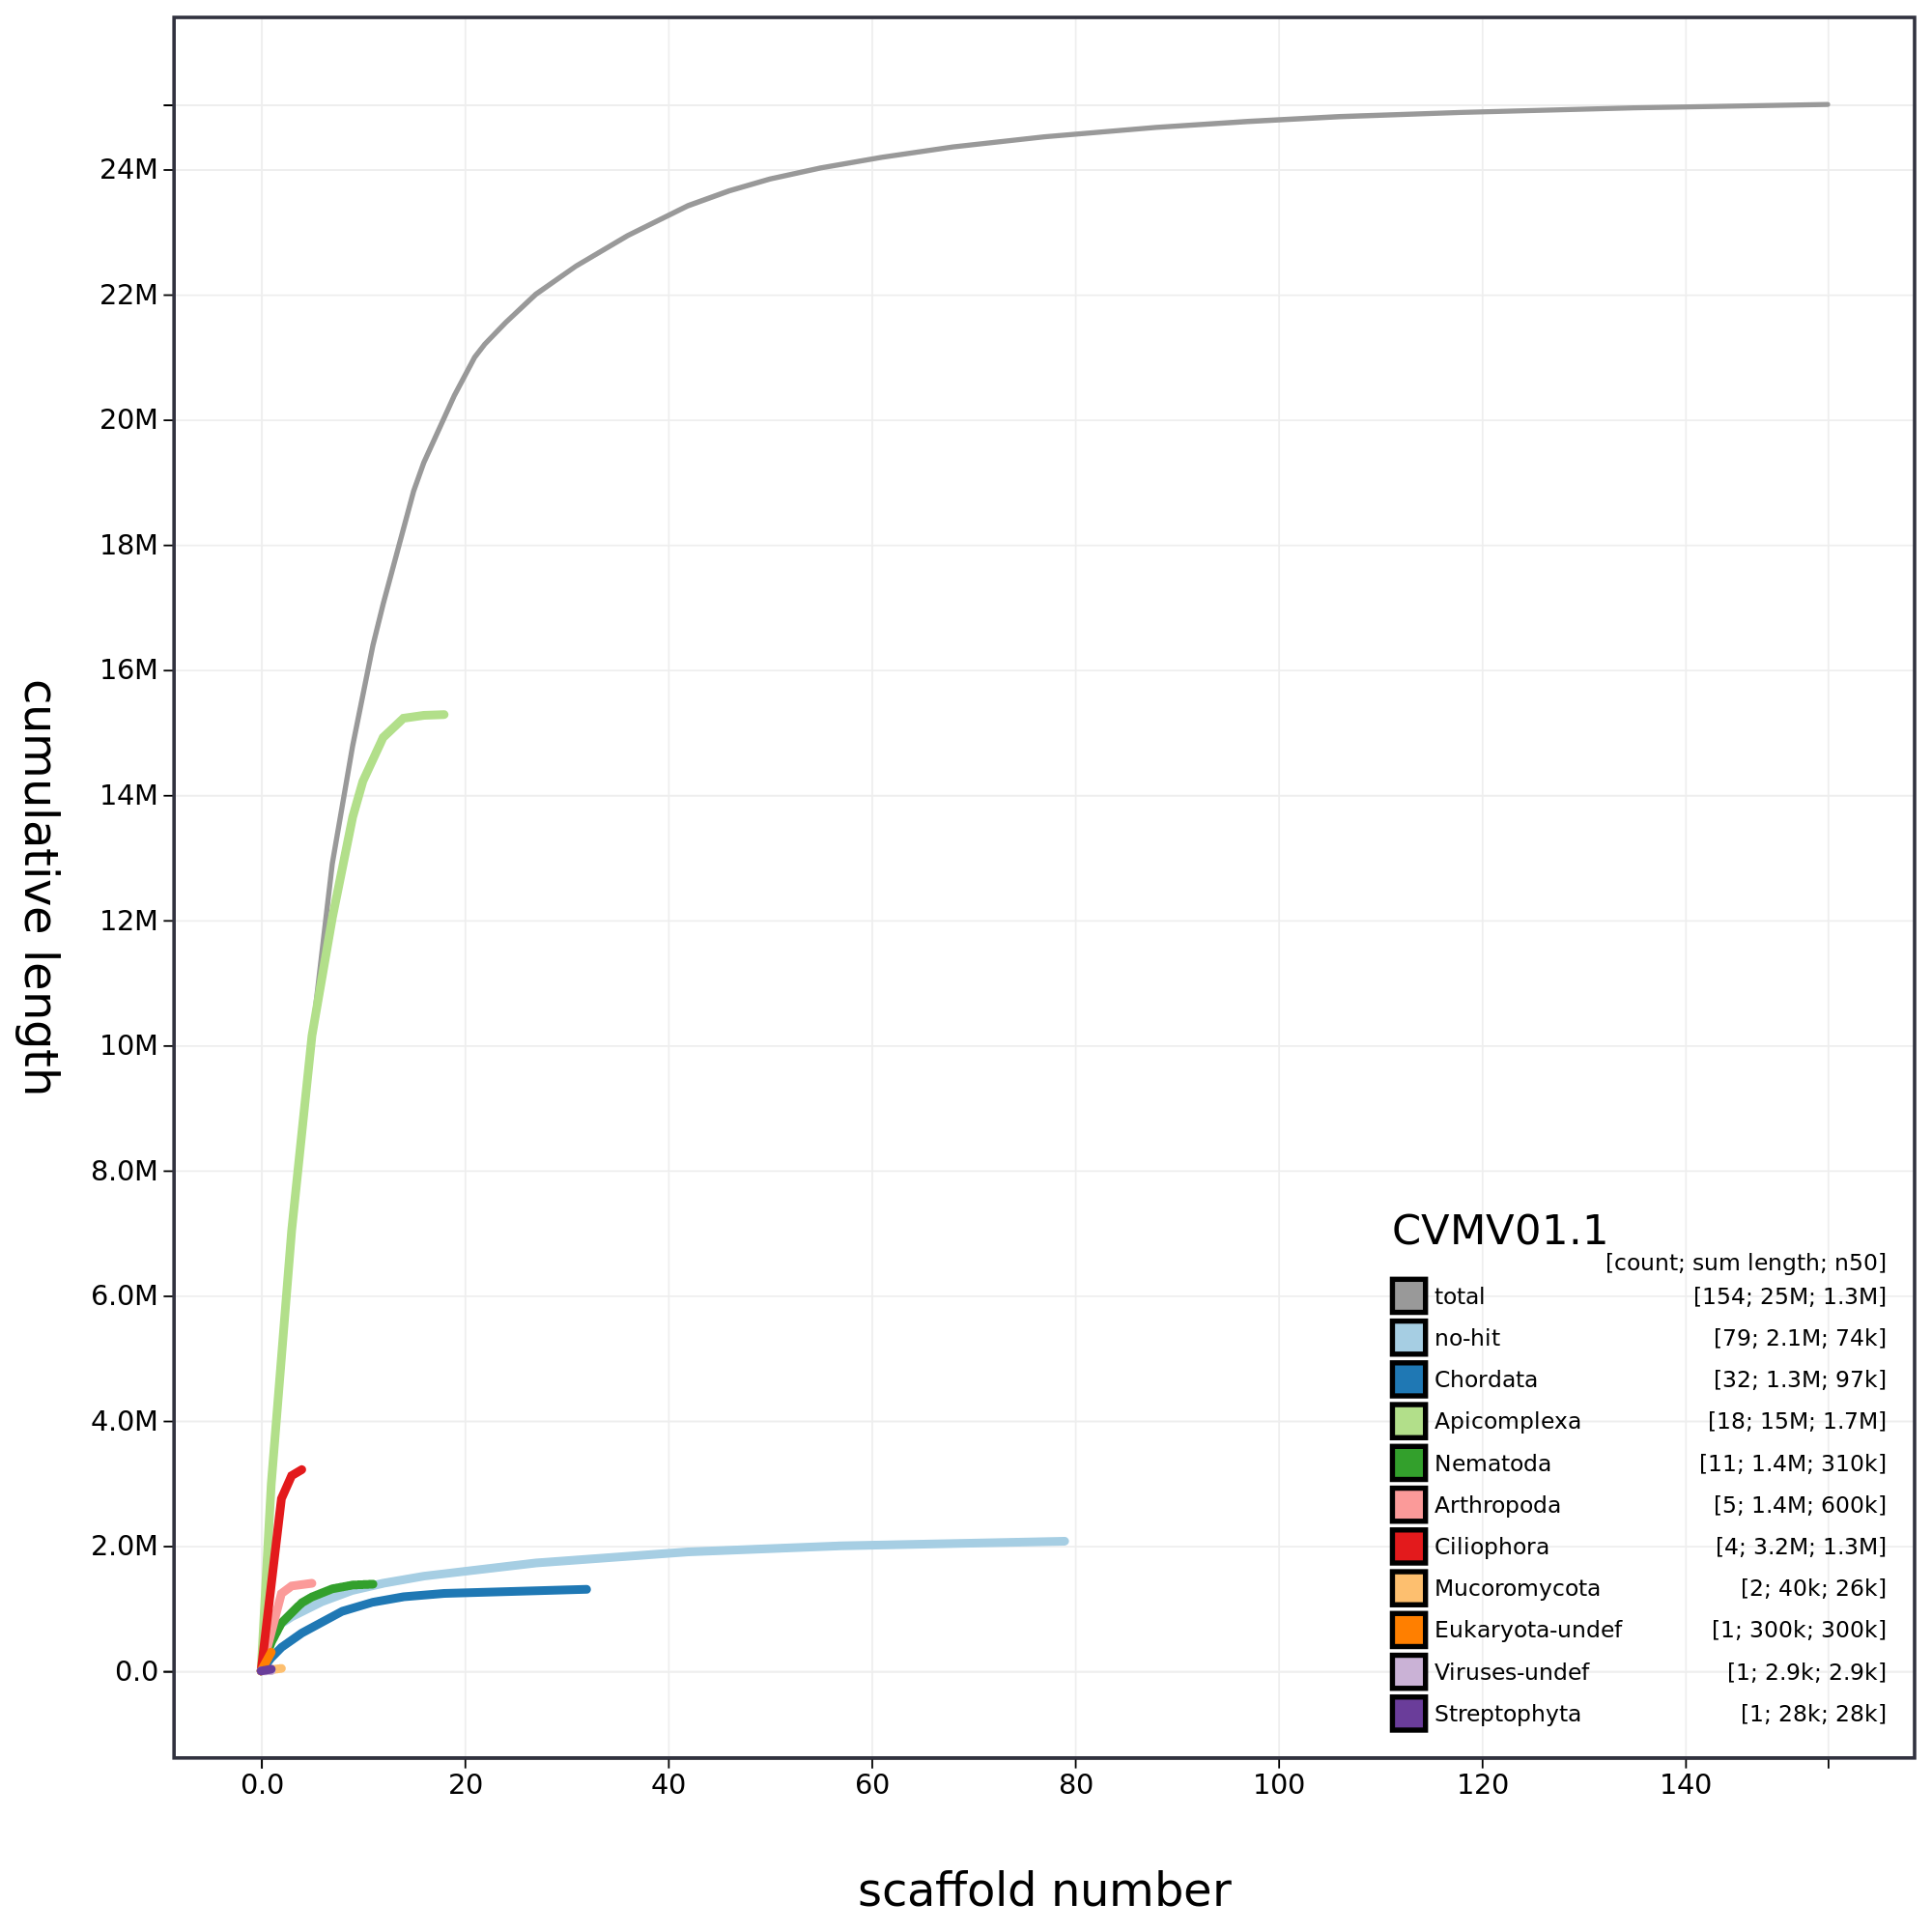 24M
22M
20M
18M
16M
14M
12M
10M
8.0M
6.0M
4.0M
2.0M
0.0
cumulative length
CVMV01.1
[count; sum length; n50]
total [154; 25M; 1.3M]
no-hit [79; 2.1M; 74k]
Chordata [32; 1.3M; 97k]
Apicomplexa [18; 15M; 1.7M]
Nematoda [11; 1.4M; 310k]
Arthropoda [5; 1.4M; 600k]
Ciliophora [4; 3.2M; 1.3M]
Mucoromycota [2; 40k; 26k]
Eukaryota-undef [1; 300k; 300k]
Viruses-undef [1; 2.9k; 2.9k]
Streptophyta [1; 28k; 28k]
0.0 20 40 60 80 100 120 140
scaffold number